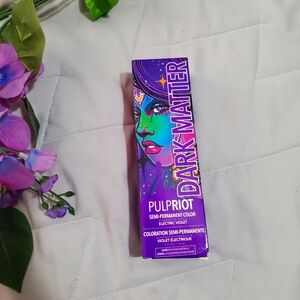 DARK MATTER
PULPRIOT
SEMI-PERMANENT COLOR
ELECTRIC VIOLET
COLORATION SEMI-PERMANENTE
VIOLET ÉLECTRIQUE